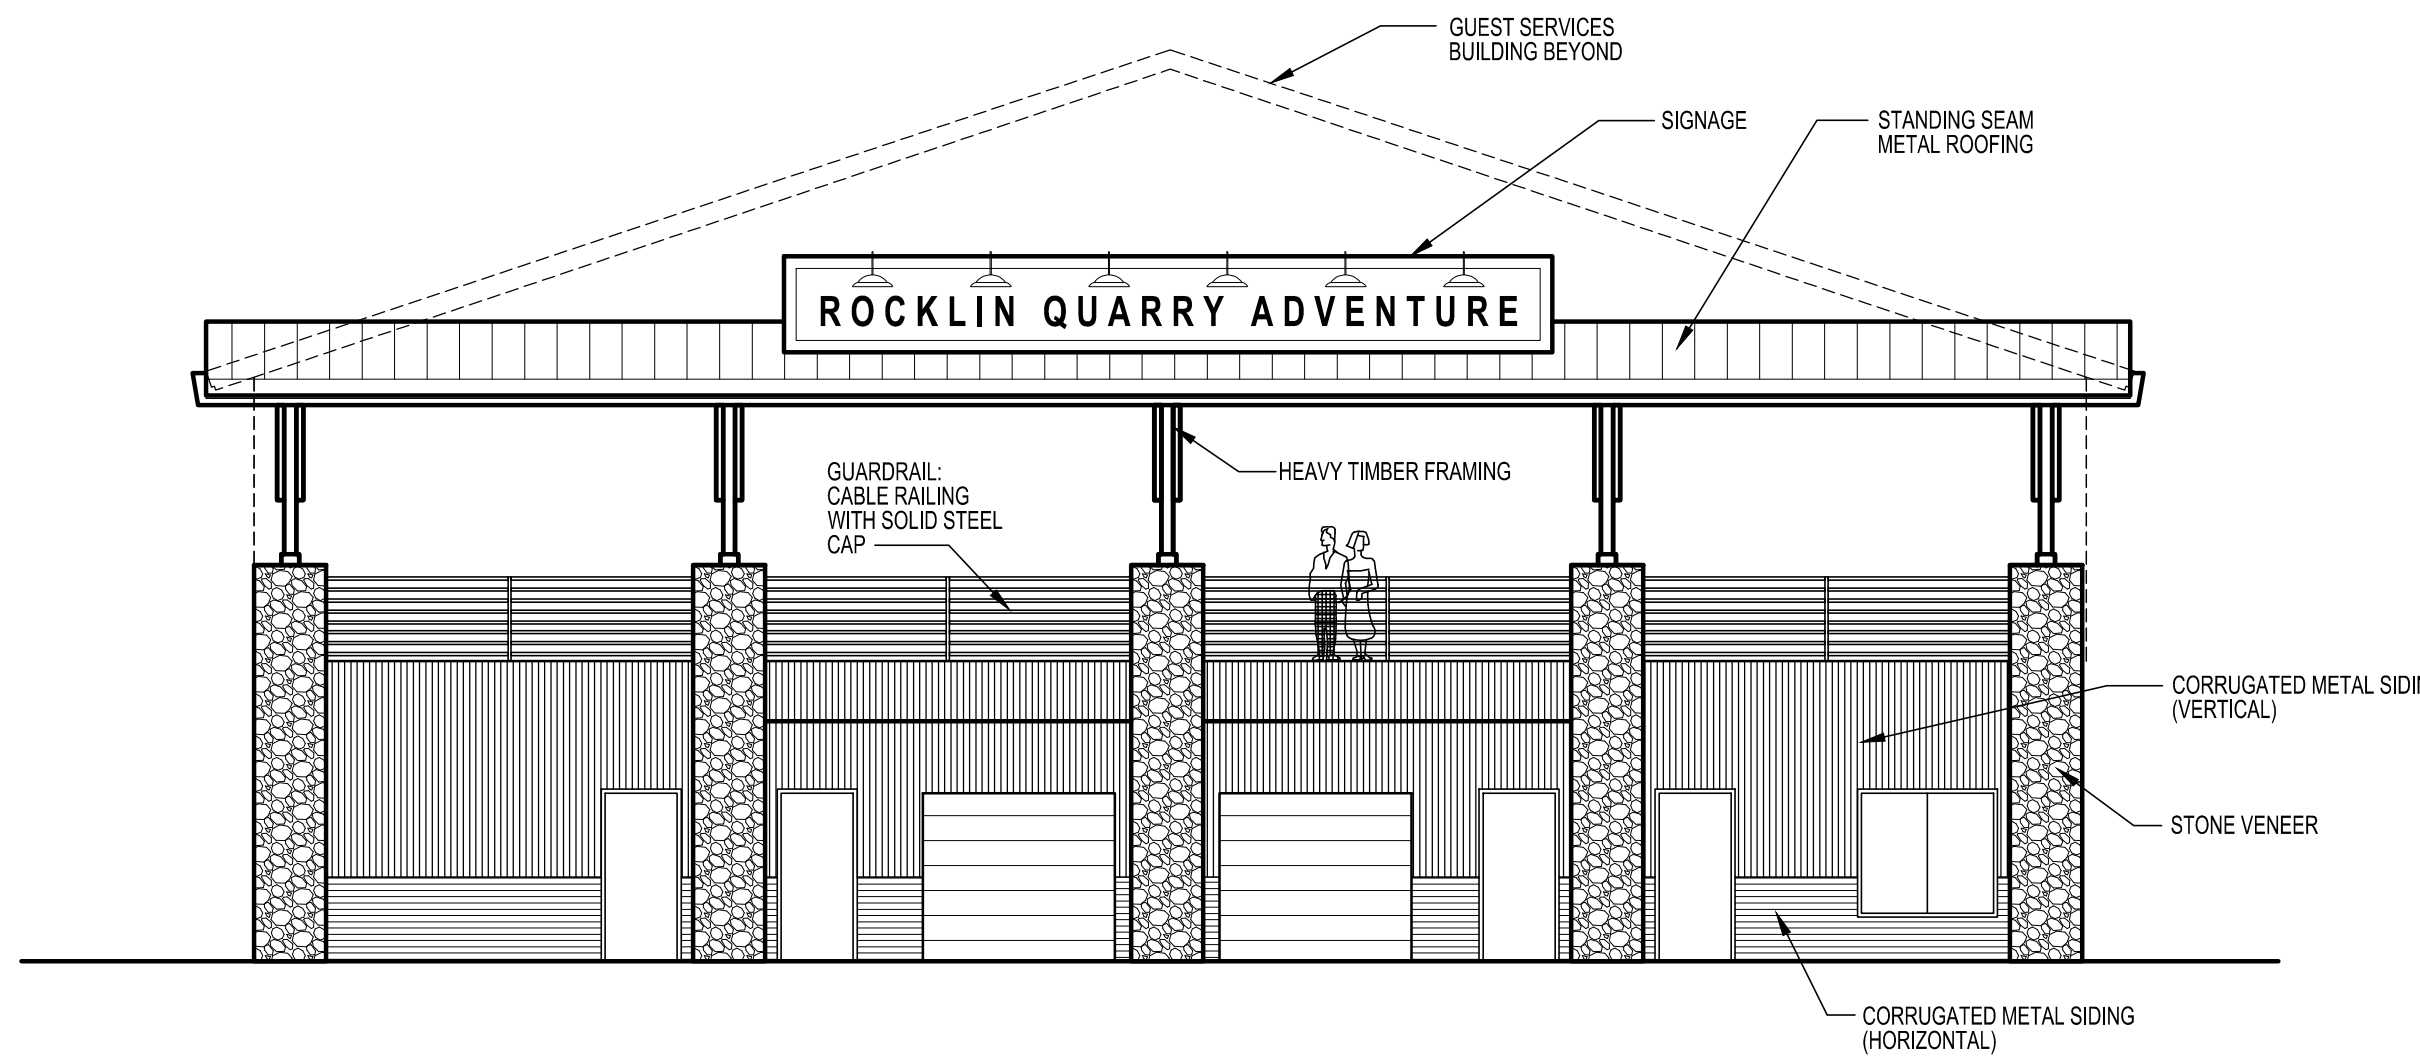 GUEST SERVICES
BUILDING BEYOND
SIGNAGE
STANDING SEAM
METAL ROOFING
ROCKLIN QUARRY ADVENTURE
GUARDRAIL:
CABLE RAILING
WITH SOLID STEEL
CAP
HEAVY TIMBER FRAMING
CORRUGATED METAL
(VERTICAL)
STONE VENEER
CORRUGATED METAL SIDING
(HORIZONTAL)